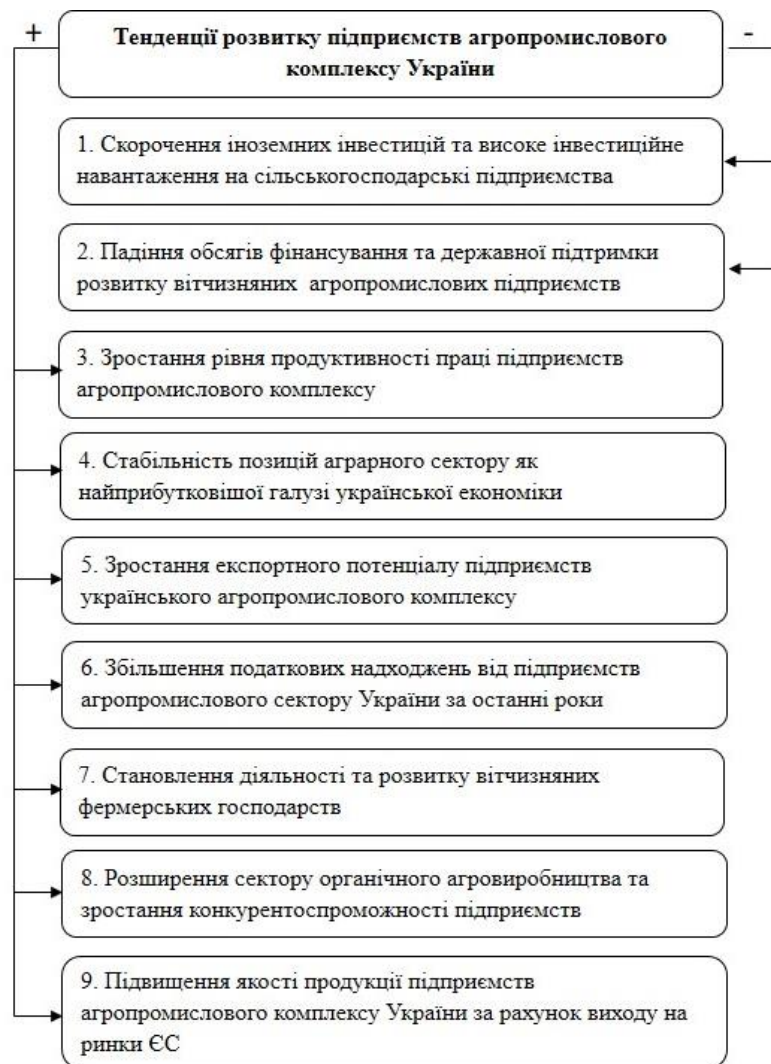 +
Тенденції розвитку підприємств агропромислового
комплексу України
-
1. Скорочення іноземних інвестицій та високе інвестиційне
навантаження на сільськогосподарські підприємства
2. Падіння обсягів фінансування та державної підтримки
розвитку вітчизняних агропромислових підприємств
3. Зростання рівня продуктивності праці підприємств
агропромислового комплексу
4. Стабільність позицій аграрного сектору як
найприбутковішої галузі української економіки
5. Зростання експортного потенціалу підприємств
українського агропромислового комплексу
6. Збільшення податкових надходжень від підприємств
агропромислового сектору України за останні роки
7. Становлення діяльності та розвитку вітчизняних
фермерських господарств
8. Розширення сектору органічного агровиробництва та
зростання конкурентоспроможності підприємств
9. Підвищення якості продукції підприємств
агропромислового комплексу України за рахунок виходу на
ринки ЄС